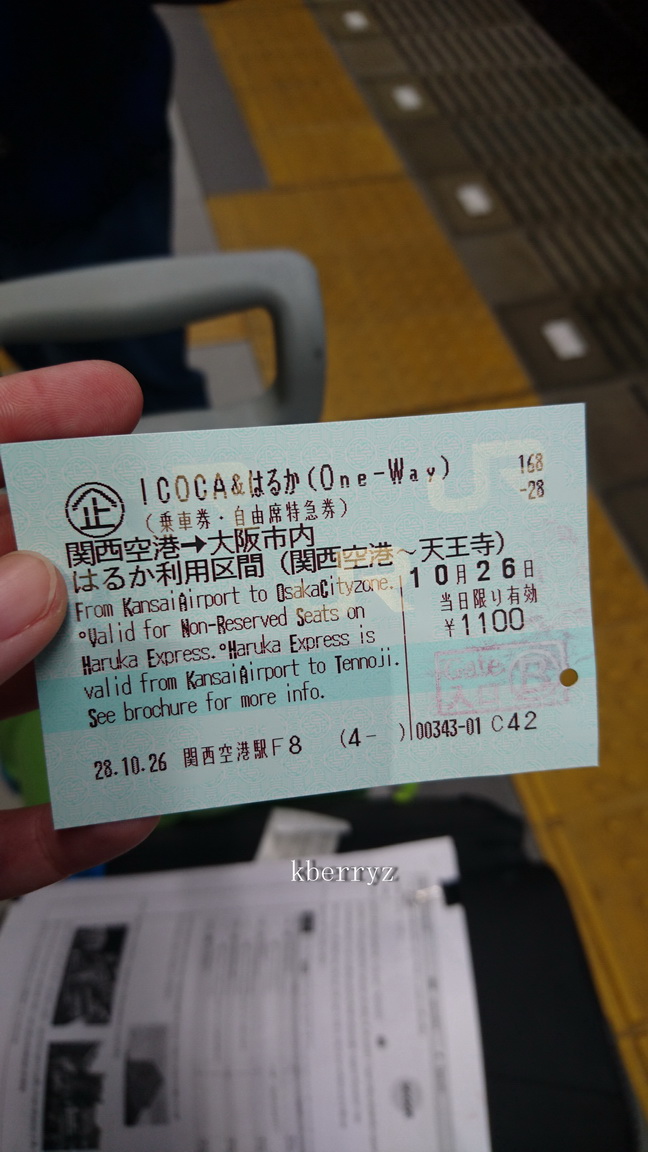 企 ICOCA&はるか(One-Way) 168
(乗車券・自由席特急券) -28
関西空港→大阪市内
はるか利用区間(関西空港~天王寺)
From KansaiAirport to OsakaCityzone.
°Valid for Non-Reserved Seats on
Haruka Express.°Haruka Express is
valid from KansaiAirport to Tennoji.
See brochure for more info.
10月26日
当日限り有効
¥1100
28.10.26 関西空港駅F8 (4- ) 00343-01 C42
kberryz